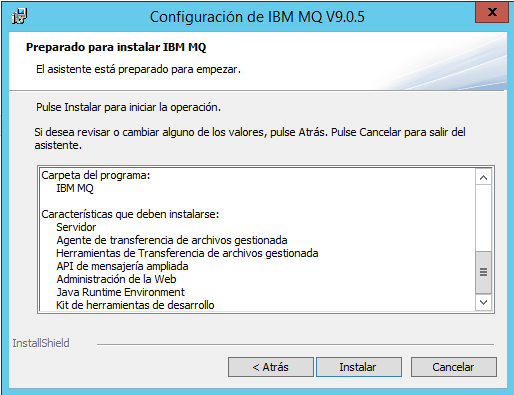 Configuración de IBM MQ V9.0.5
Preparado para instalar IBM MQ
El asistente está preparado para empezar.
Pulse Instalar para iniciar la operación.
Si desea revisar o cambiar alguno de los valores, pulse Atrás. Pulse Cancelar para salir del
asistente.
Carpeta del programa:
IBM MQ
Características que deben instalarse:
Servidor
Agente de transferencia de archivos gestionada
Herramientas de Transferencia de archivos gestionada
API de mensajería ampliada
Administración de la Web
Java Runtime Environment
Kit de herramientas de desarrollo
InstallShield
< Atrás
Instalar
Cancelar